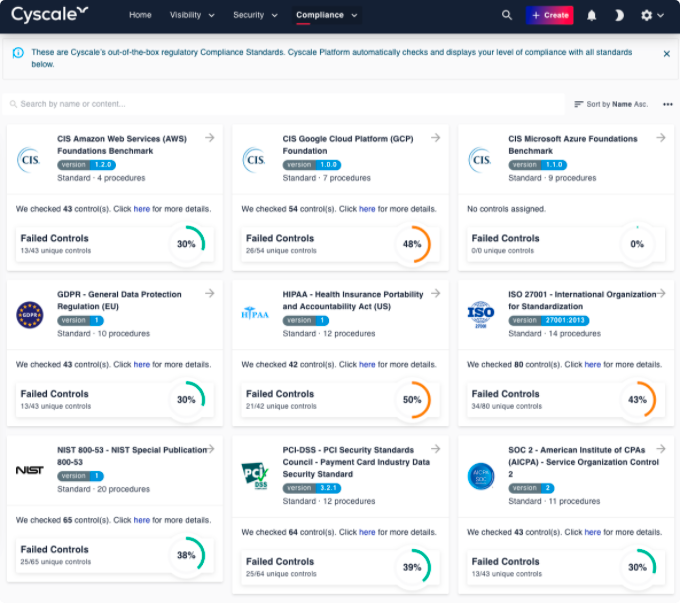 Cyscale
Home Visibility Security Compliance
+ Create
These are Cyscale's out-of-the-box regulatory Compliance Standards. Cyscale Platform automatically checks and displays your level of compliance with all standards
below.
Search by name or content...
Sort by Name Asc.
CIS.
CIS Amazon Web Services (AWS)
Foundations Benchmark
version 1.2.0
Standard · 4 procedures
We checked 43 control(s). Click here for more details.
Failed Controls
13/43 unique controls
30%
CIS.
CIS Google Cloud Platform (GCP)
Foundation
version 1.0.0
Standard · 7 procedures
We checked 54 control(s). Click here for more details.
Failed Controls
26/54 unique controls
48%
CIS.
CIS Microsoft Azure Foundations
Benchmark
version 1.1.0
Standard · 9 procedures
No controls assigned.
Failed Controls
0/0 unique controls
0%
GDPR
GDPR - General Data Protection
Regulation (EU)
version 1
Standard · 10 procedures
We checked 43 control(s). Click here for more details.
Failed Controls
13/43 unique controls
30%
HIPAA
HIPAA - Health Insurance Portability
and Accountability Act (US)
version 1
Standard · 12 procedures
We checked 42 control(s). Click here for more details.
Failed Controls
21/42 unique controls
50%
ISO
27001
ISO 27001 - International Organization
for Standardization
version 27001:2013
Standard · 14 procedures
We checked 80 control(s). Click here for more details.
Failed Controls
34/80 unique controls
43%
NIST
NIST 800-53 - NIST Special Publication
800-53
version 1
Standard · 20 procedures
We checked 65 control(s). Click here for more details.
Failed Controls
25/65 unique controls
38%
PCI
DSS
PCI-DSS - PCI Security Standards
Council - Payment Card Industry Data
Security Standard
version 3.2.1
Standard · 12 procedures
We checked 64 control(s). Click here for more details.
Failed Controls
25/64 unique controls
39%
AICPA
SOC
SOC 2 - American Institute of CPAs
(AICPA) - Service Organization Control
2
version 2
Standard · 11 procedures
We checked 43 control(s). Click here for more details.
Failed Controls
13/43 unique controls
30%